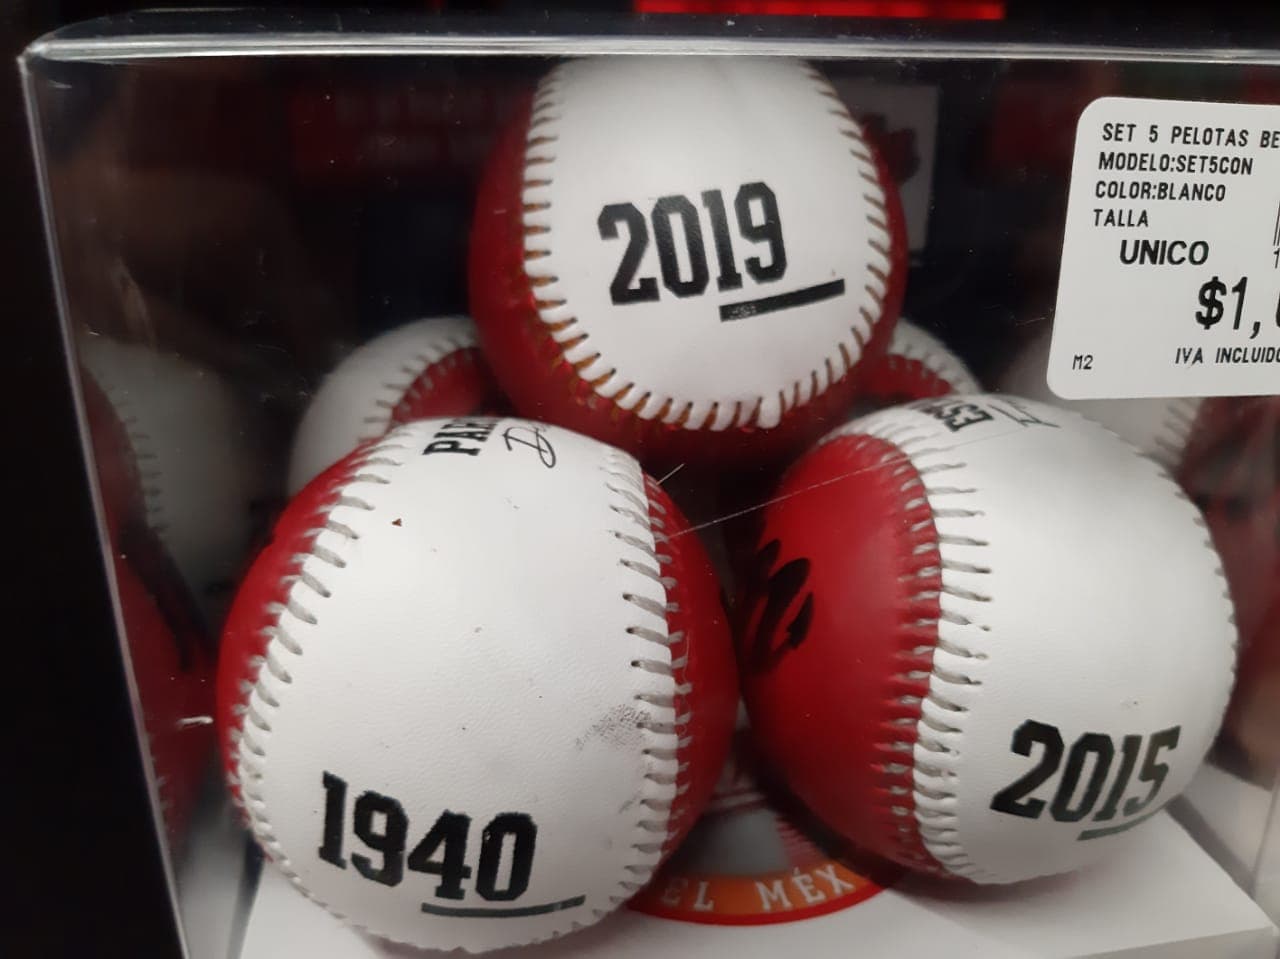 SET 5 PELOTAS BE
MODELO:SET5CON
COLOR:BLANCO
TALLA
UNICO
$1,
M2
IVA INCLUIDO
2019
PAR
1940
2015
EL MÉX